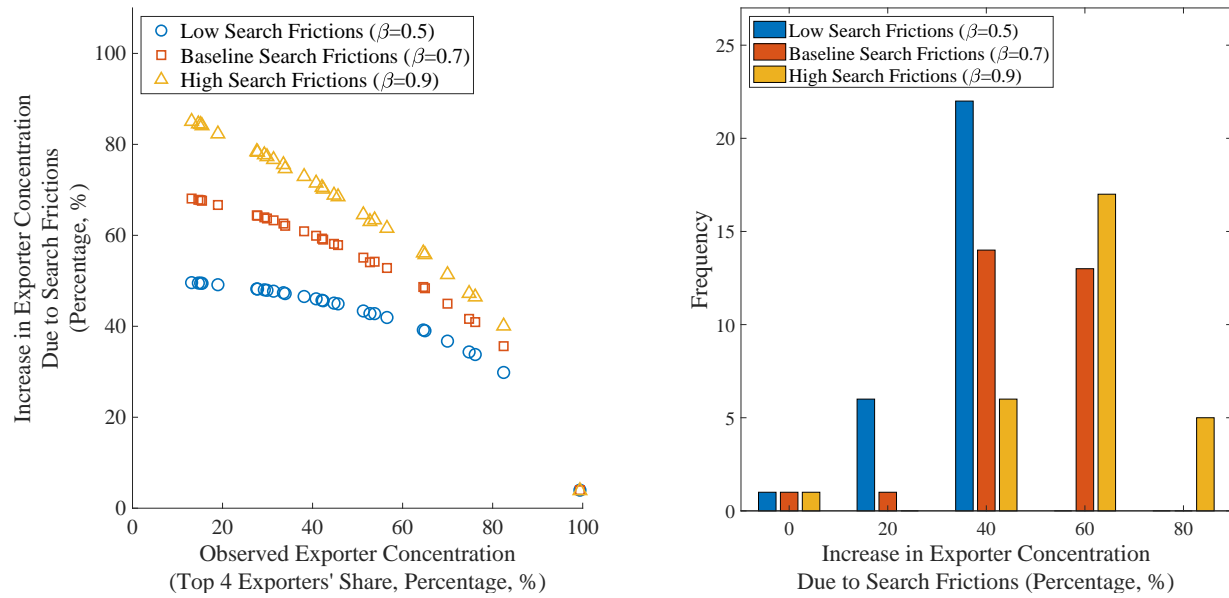 Low Search Frictions (β=0.5)
Baseline Search Frictions (β=0.7)
High Search Frictions (β=0.9)
100
80
60
40
20
0
0 20 40 60 80 100
Increase in Exporter Concentration
Due to Search Frictions
(Percentage, %)
Observed Exporter Concentration
(Top 4 Exporters' Share, Percentage, %)
Low Search Frictions (β=0.5)
Baseline Search Frictions (β=0.7)
High Search Frictions (β=0.9)
25
20
15
10
5
0
0 20 40 60 80
Frequency
Increase in Exporter Concentration
Due to Search Frictions (Percentage, %)